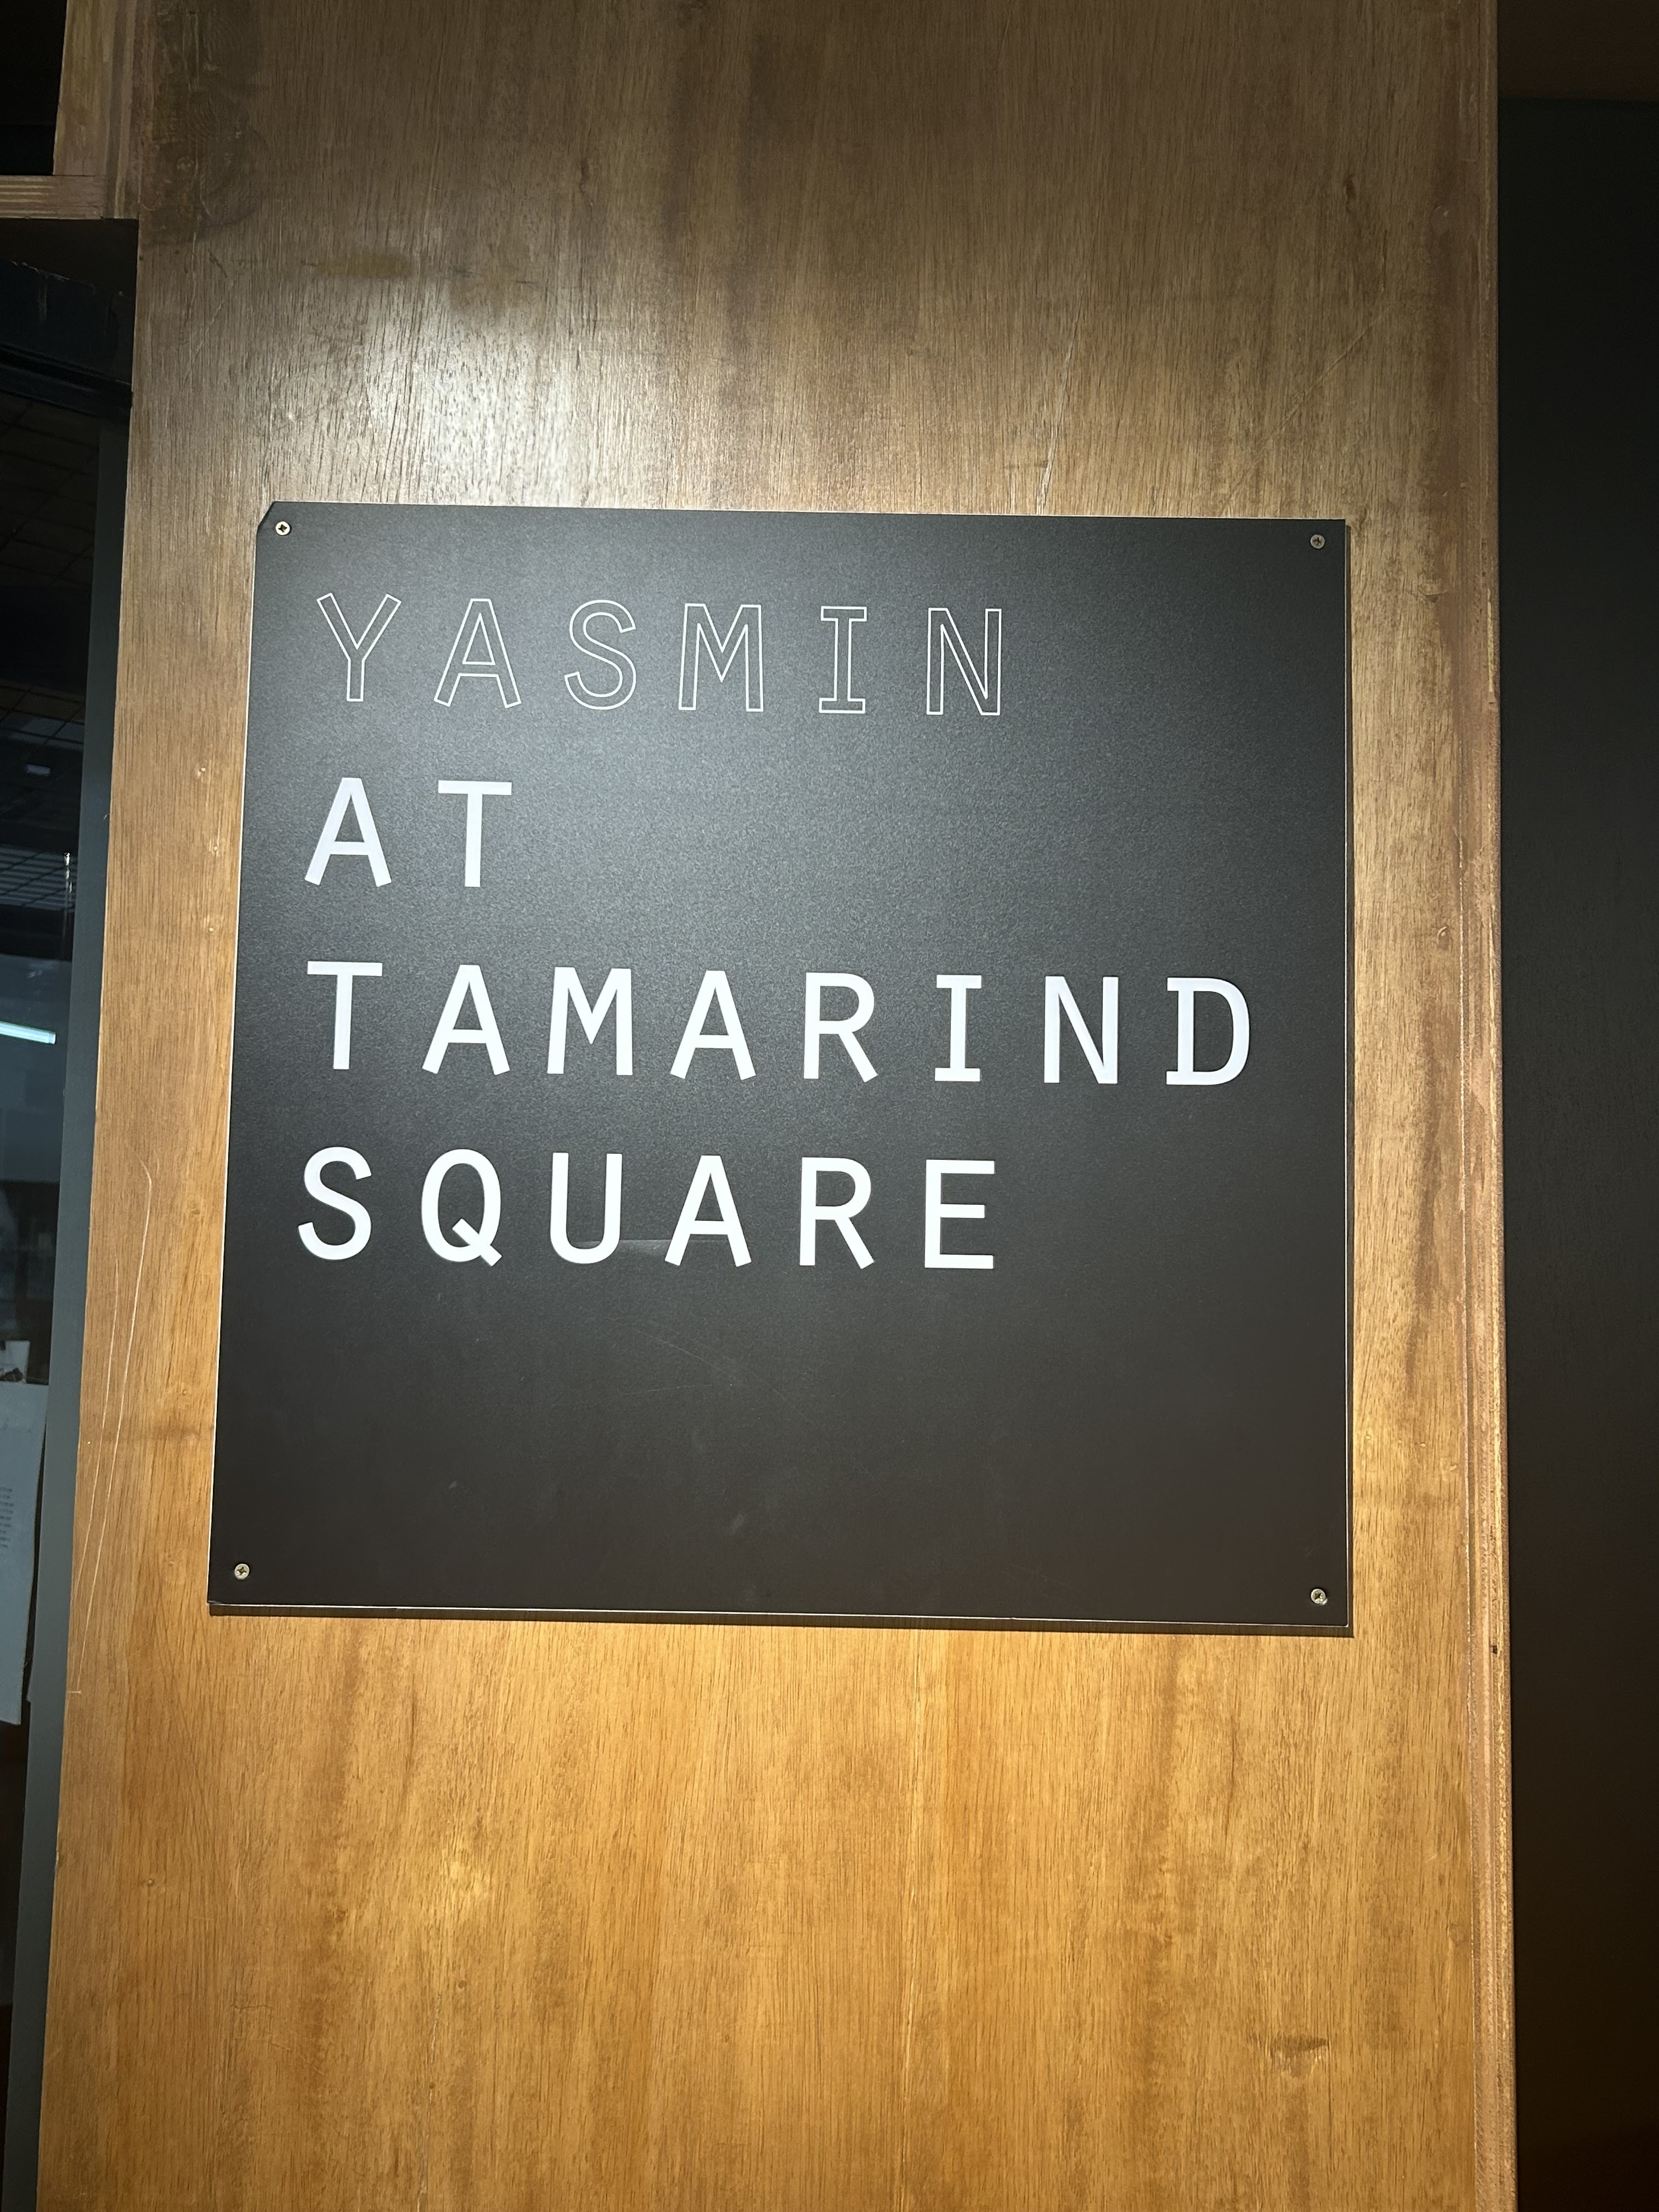 YASMIN
AT
TAMARIND
SQUARE